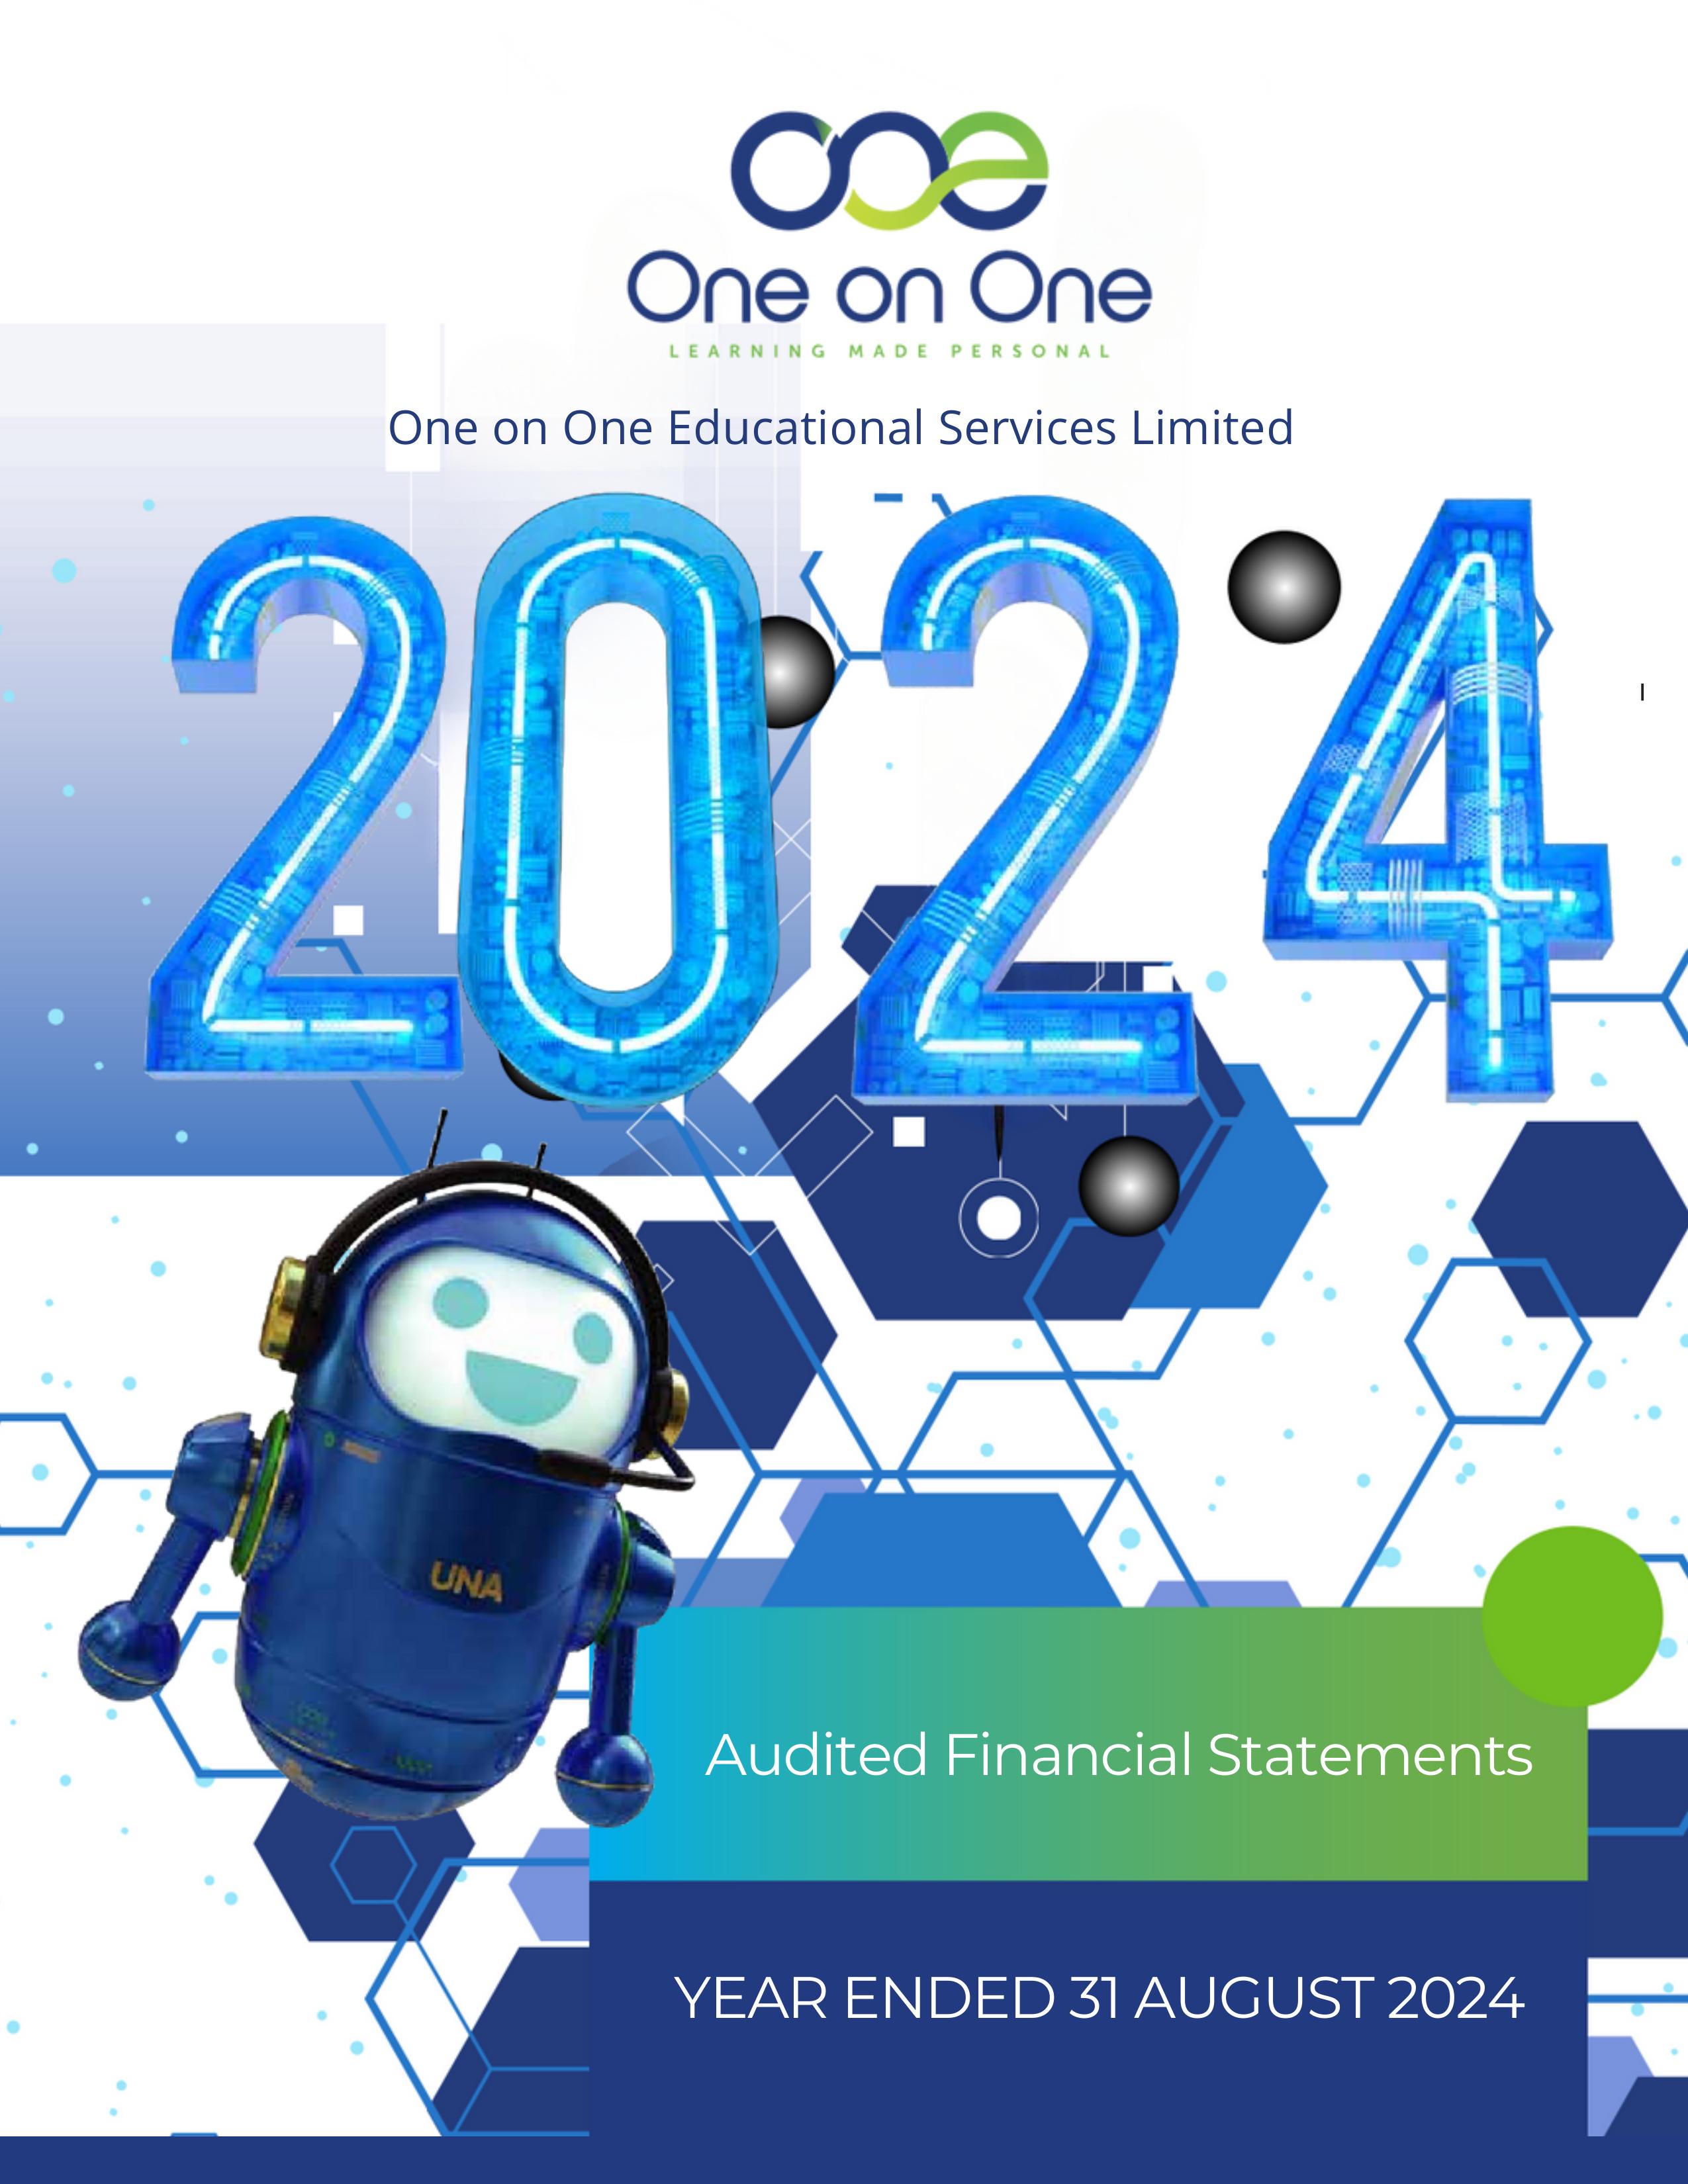 One on One
LEARNING MADE PERSONAL
One on One Educational Services Limited
2024
UNA
Audited Financial Statements
YEAR ENDED 31 AUGUST 2024